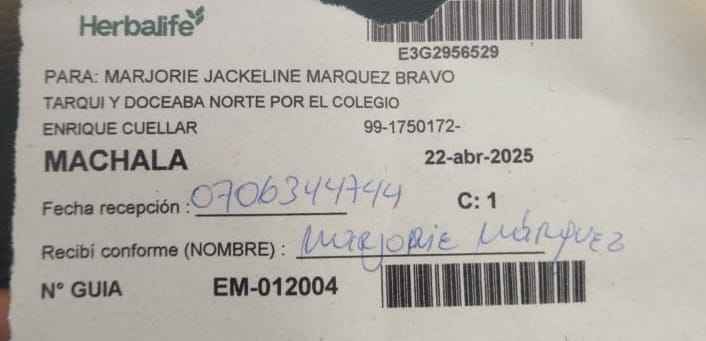 Herbalife
E3G2956529
PARA: MARJORIE JACKELINE MARQUEZ BRAVO
TARQUI Y DOCEABA NORTE POR EL COLEGIO
ENRIQUE CUELLAR 99-1750172-
MACHALA 22-abr-2025
Fecha recepción : 0706344744 C: 1
Recibí conforme (NOMBRE) : Marjorie Márquez
N° GUIA EM-012004